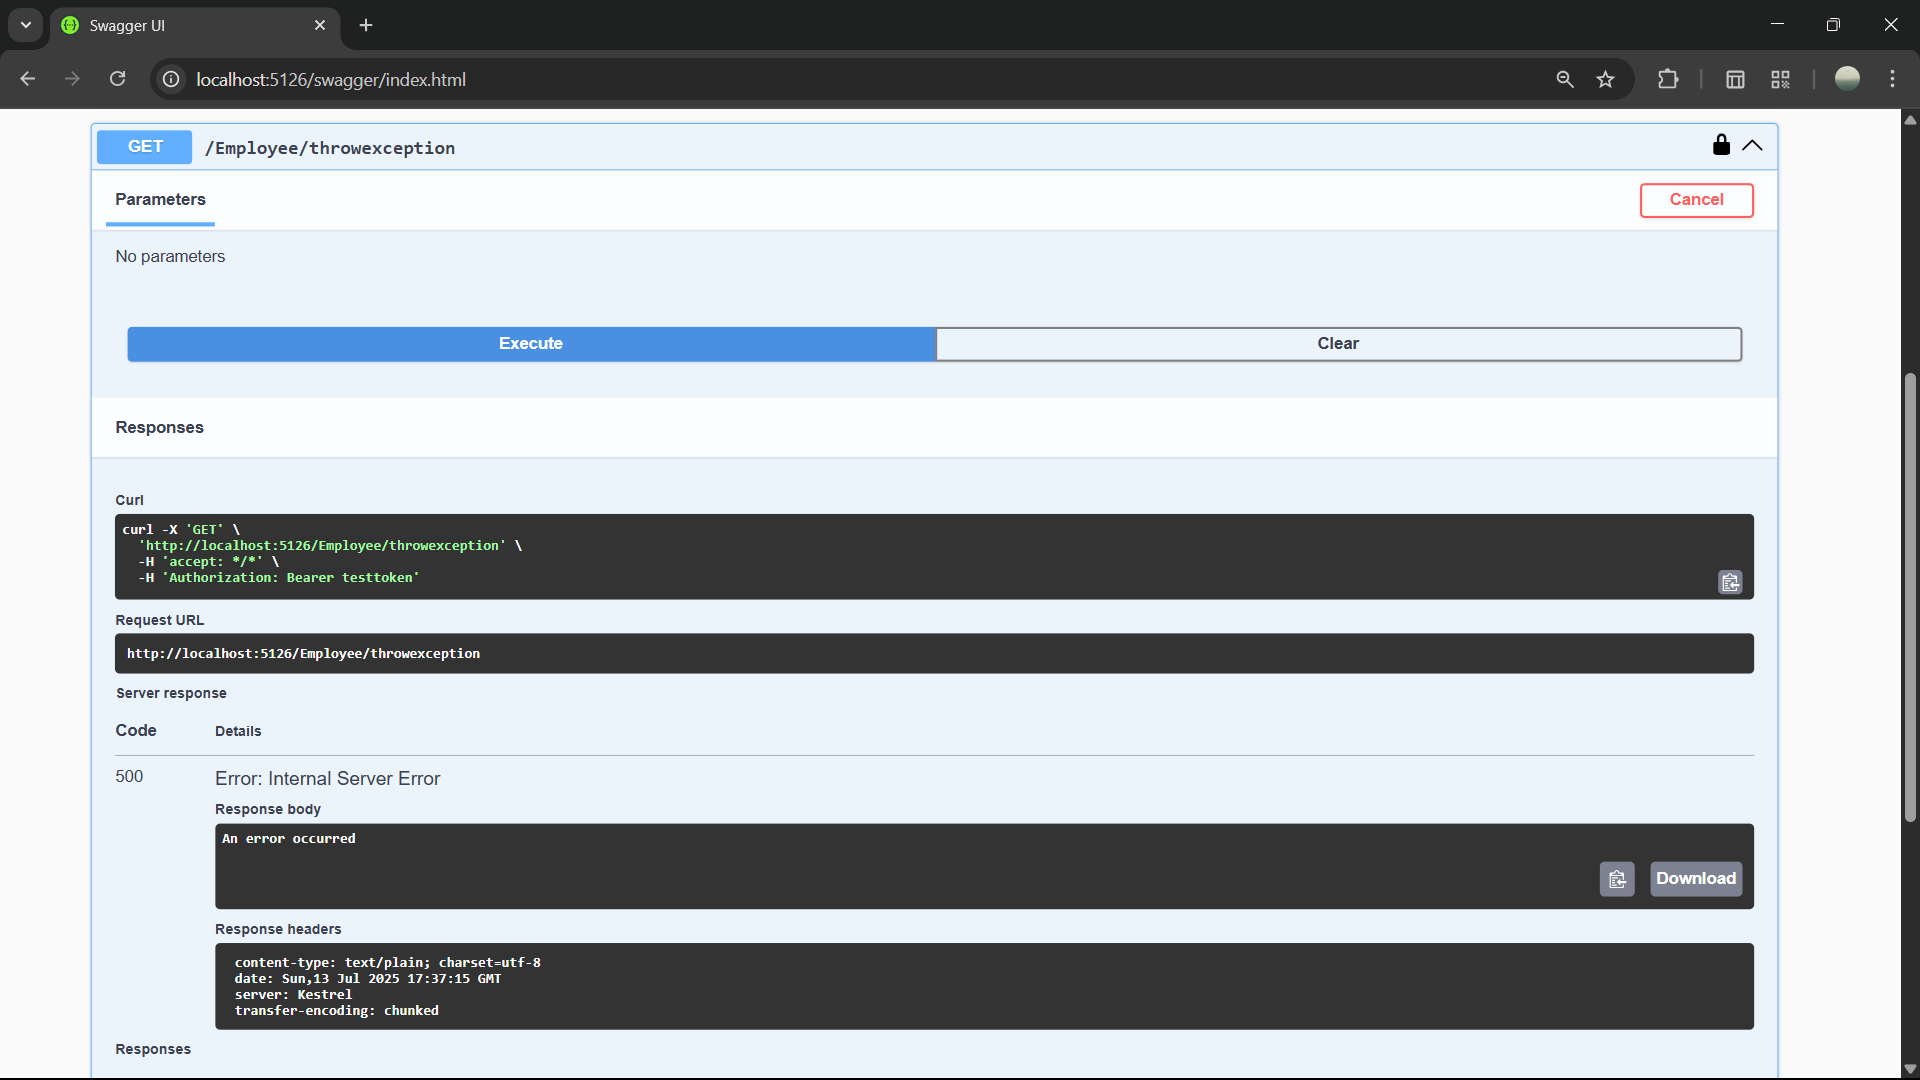 Swagger UI
localhost:5126/swagger/index.html
GET /Employee/throwexception
Parameters
Cancel
No parameters
Execute
Clear
Responses
Curl
curl -X 'GET' \
'http://localhost:5126/Employee/throwexception' \
-H 'accept: */*' \
-H 'Authorization: Bearer testtoken'
Request URL
http://localhost:5126/Employee/throwexception
Server response
Code Details
500 Error: Internal Server Error
Response body
An error occurred
Download
Response headers
content-type: text/plain; charset=utf-8
date: Sun,13 Jul 2025 17:37:15 GMT
server: Kestrel
transfer-encoding: chunked
Responses